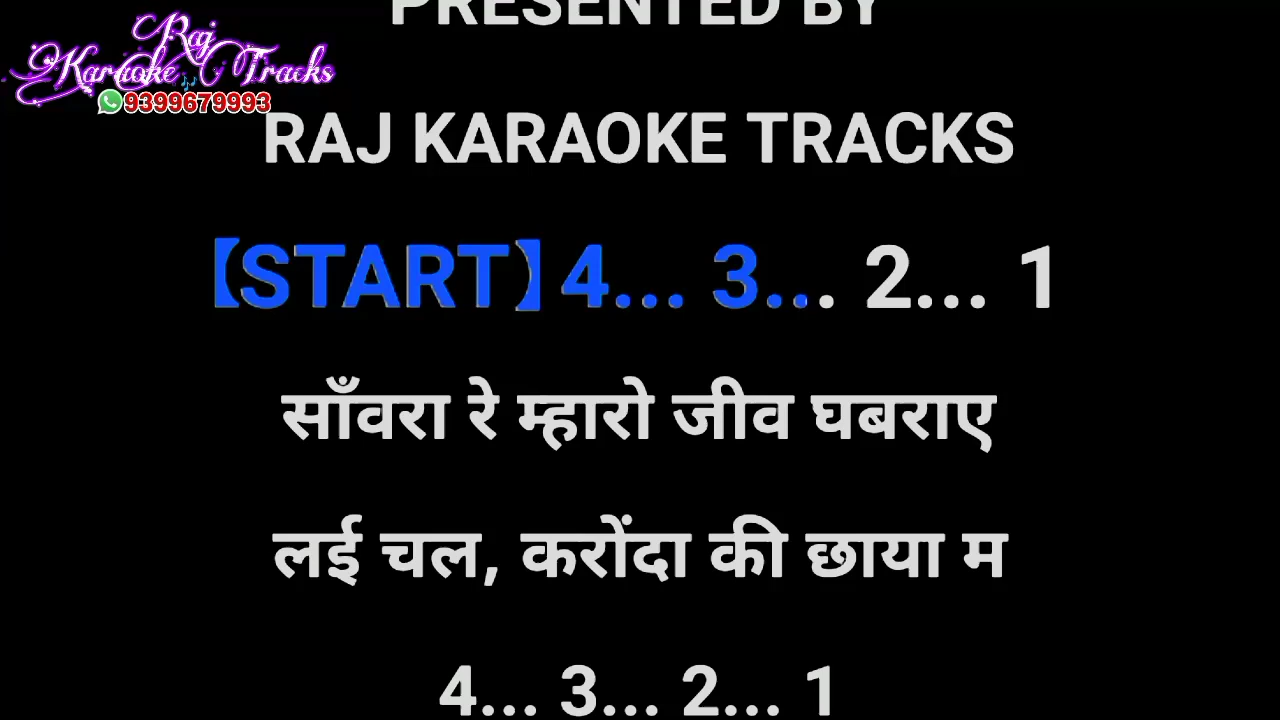 PRESENTED BY
Raj
Karaoke Tracks
9399679993
RAJ KARAOKE TRACKS
【START】4... 3... 2... 1
साँवरा रे म्हारो जीव घबराए
लई चल, करोंदा की छाया म
4... 3... 2... 1